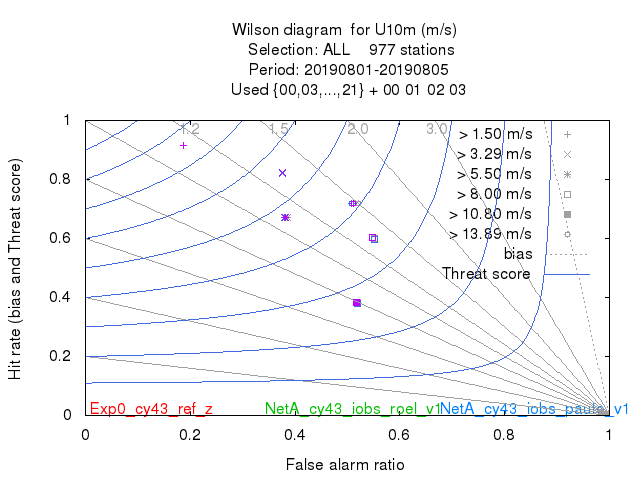 Wilson diagram  for U10m (m/s)
Selection: ALL    977 stations
Period: 20190801-20190805
Used {00,03,...,21} + 00 01 02 03
Hit rate (bias and Threat score)
1
0.8
0.6
0.4
0.2
0
1.2
1.5
2.0
3.0
> 1.50 m/s
> 3.29 m/s
> 5.50 m/s
> 8.00 m/s
> 10.80 m/s
> 13.89 m/s
bias
Threat score
Exp0_cy43_ref_z NetA_cy43_iobs_roel_v1 NetA_cy43_iobs_paulo_v1
0 0.2 0.4 0.6 0.8 1
False alarm ratio